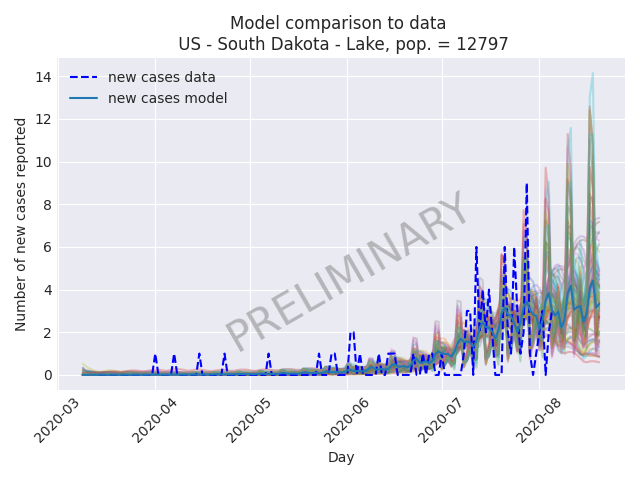 Model comparison to data
US - South Dakota - Lake, pop. = 12797
new cases data
new cases model
PRELIMINARY
Number of new cases reported
14
12
10
8
6
4
2
0
2020-03
2020-04
2020-05
2020-06
2020-07
2020-08
Day